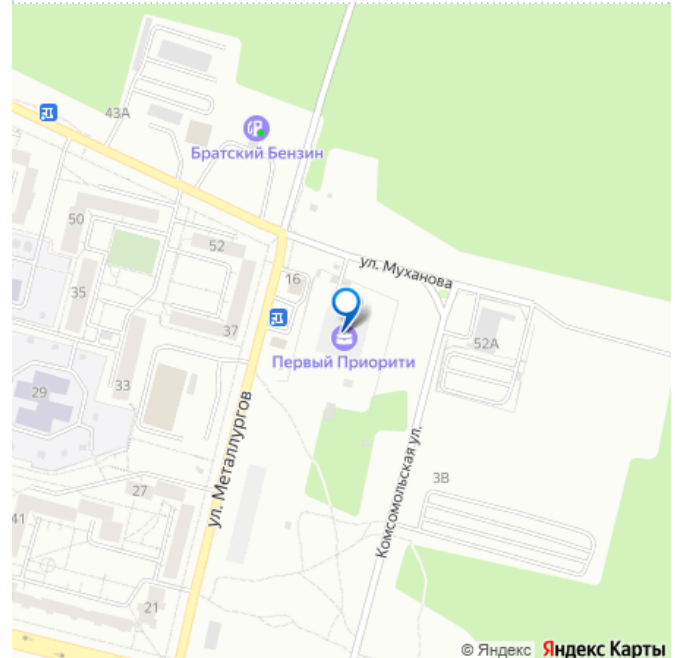 43А
Братский Бензин
50
52
ул. Муханова
16
35
37
52А
Первый Приорити
33
29
ул. Металлургов
Комсомольская ул.
3В
27
41
21
© Яндекс Яндекс Карты